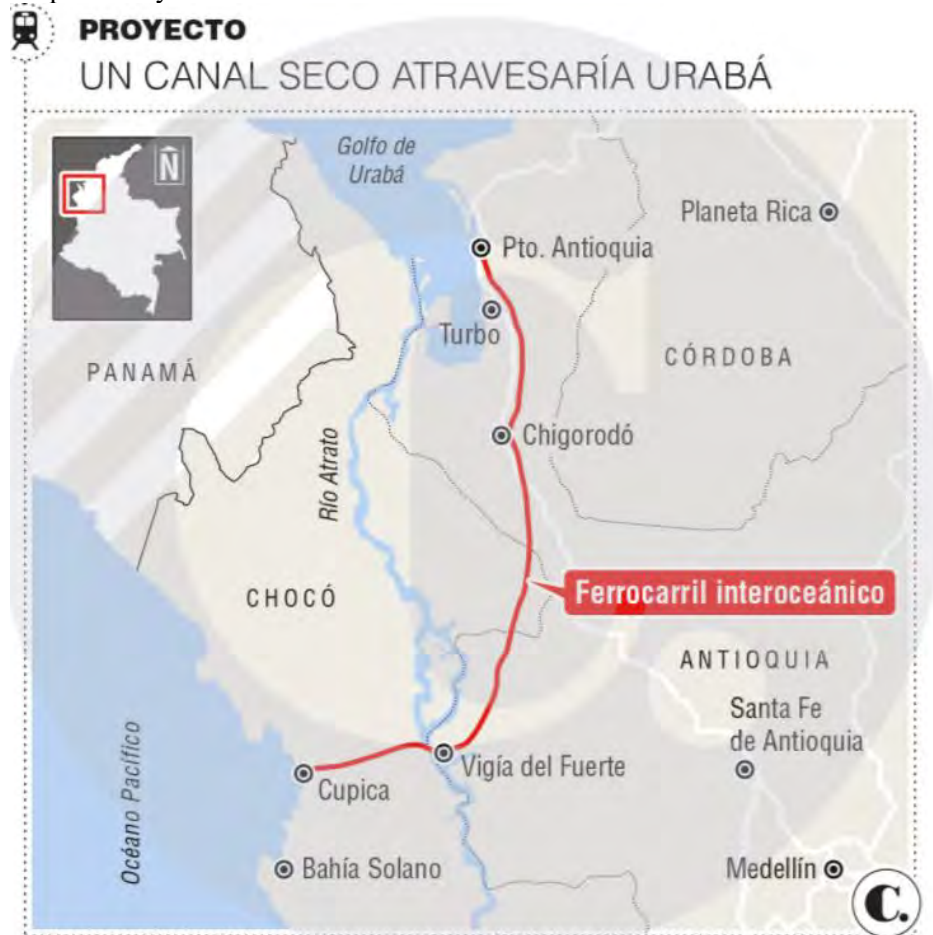 PROYECTO
UN CANAL SECO ATRAVESARÍA URABÁ
N
Golfo de
Urabá
Planeta Rica
Pto. Antioquia
Turbo
PANAMÁ
CÓRDOBA
Chigorodó
Río Atrato
CHOCÓ
Ferrocarril interoceánico
ANTIOQUIA
Santa Fe
de Antioquia
Vigía del Fuerte
Cupica
Océano Pacífico
Bahía Solano
Medellín
C.